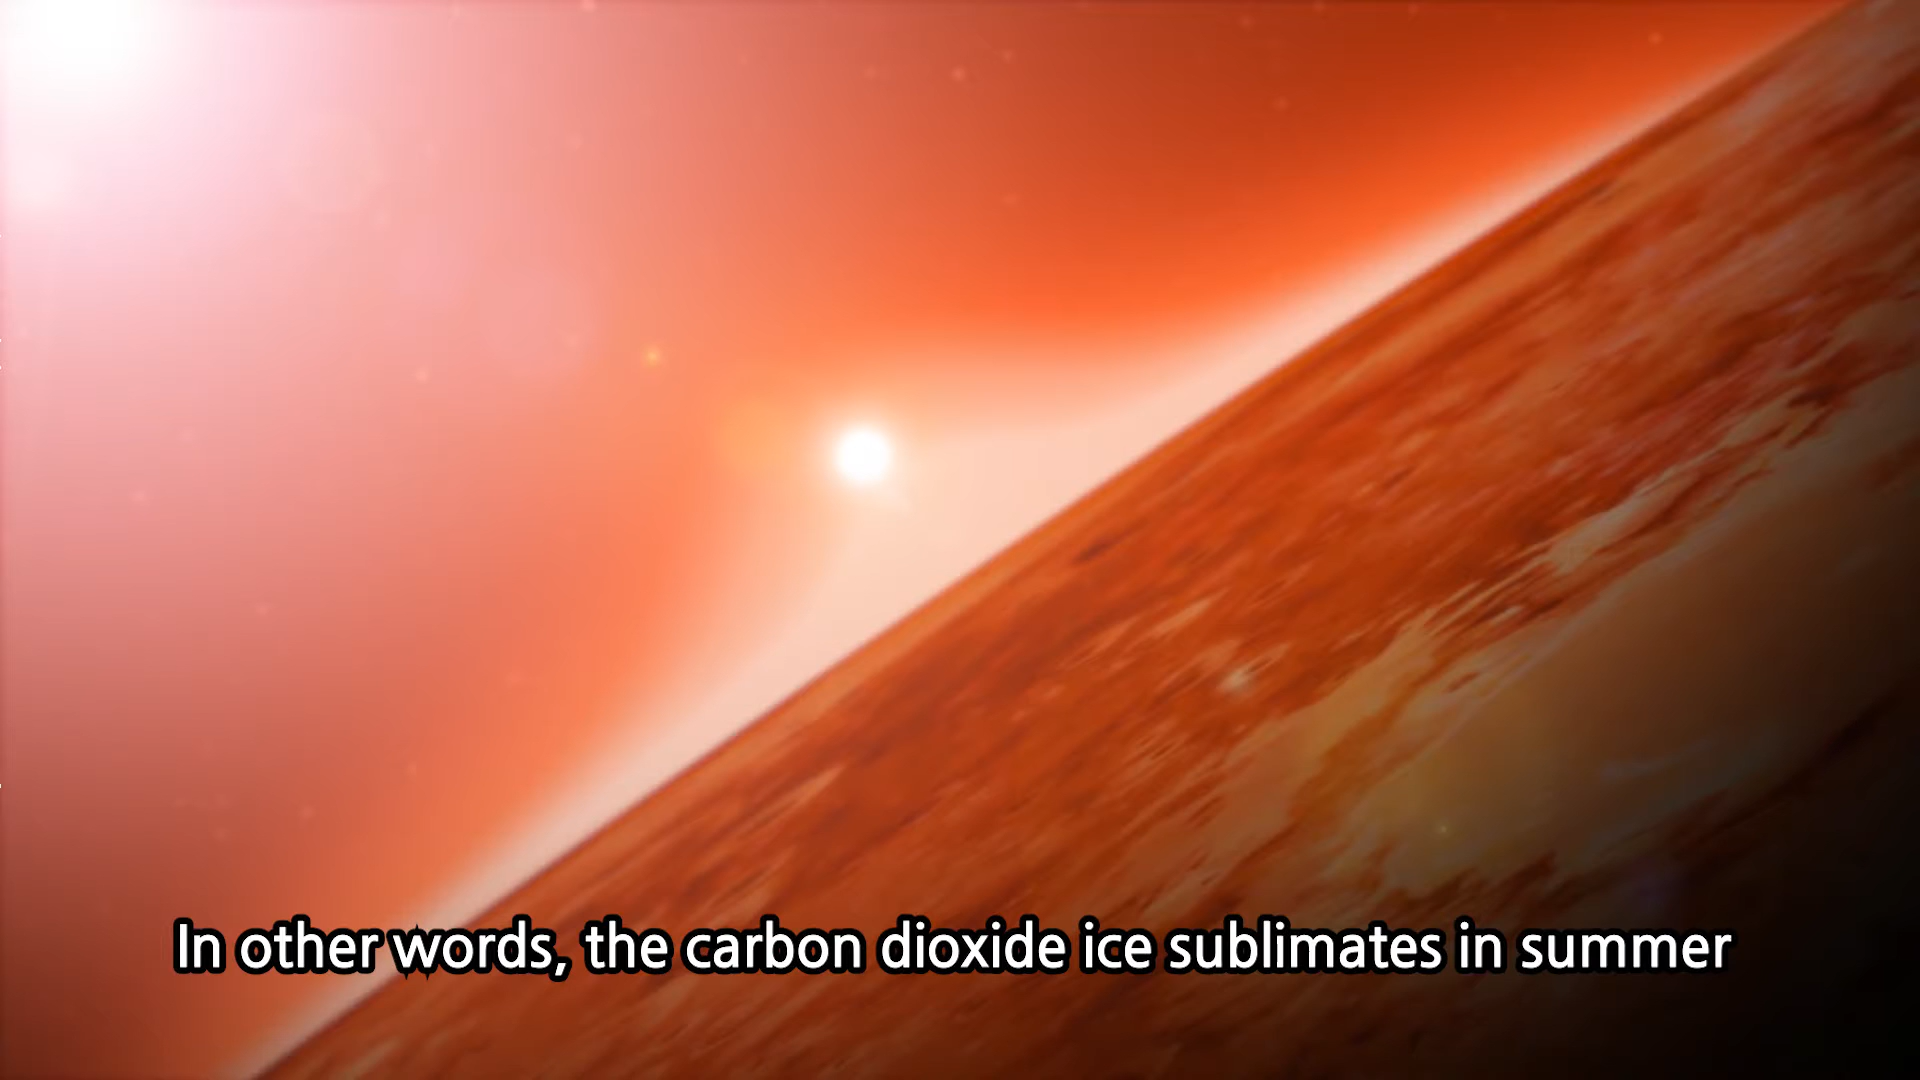 In other words, the carbon dioxide ice sublimates in summer